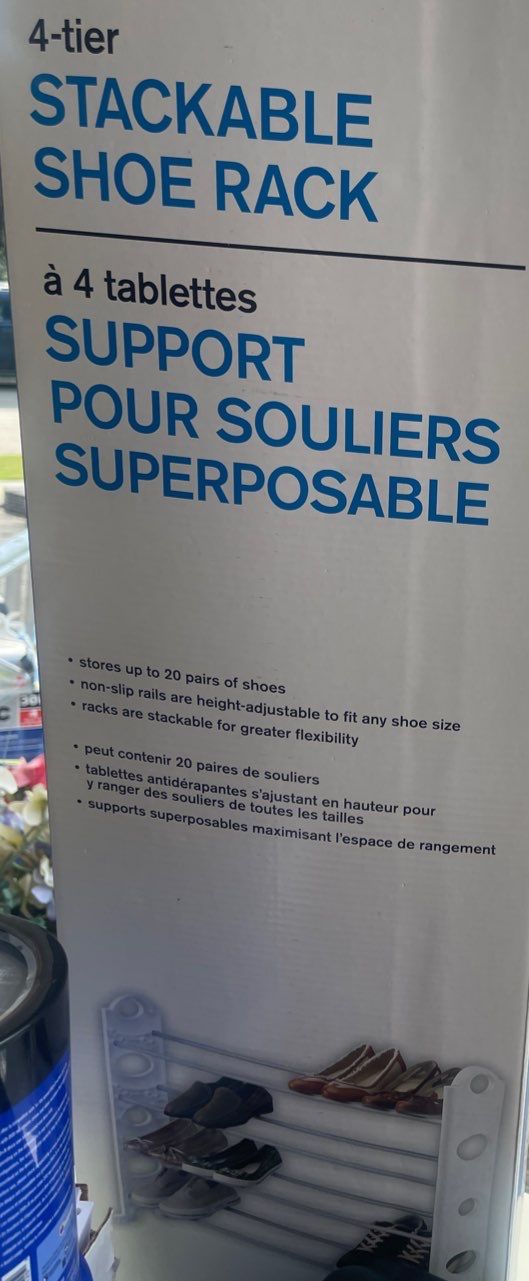 4-tier
STACKABLE
SHOE RACK
à 4 tablettes
SUPPORT
POUR SOULIERS
SUPERPOSABLE
• stores up to 20 pairs of shoes
• non-slip rails are height-adjustable to fit any shoe size
• racks are stackable for greater flexibility
• peut contenir 20 paires de souliers
• tablettes antidérapantes s'ajustant en hauteur pour
y ranger des souliers de toutes les tailles
• supports superposables maximisant l'espace de rangement